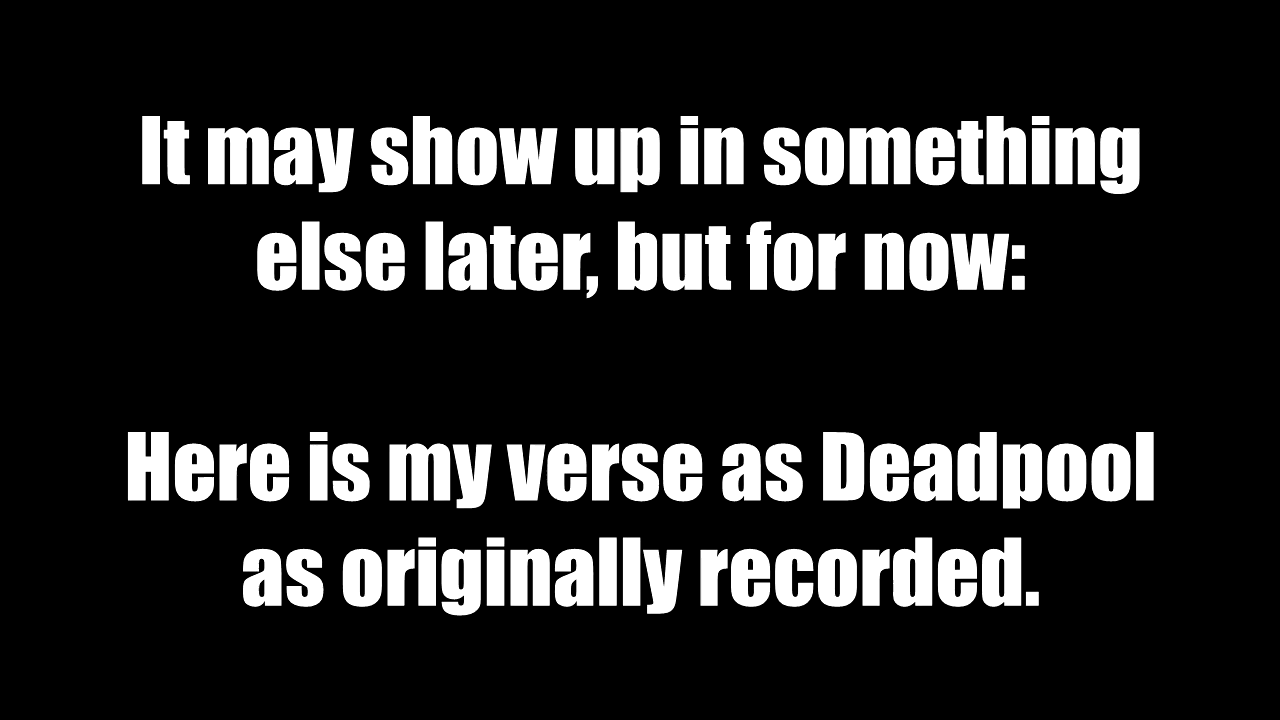 It may show up in something
else later, but for now:
Here is my verse as Deadpool
as originally recorded.